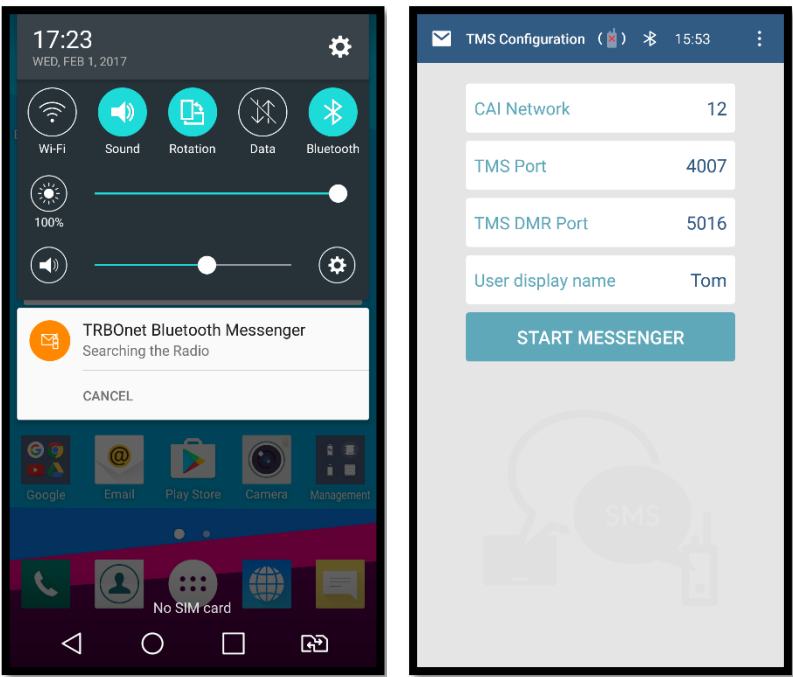 17:23
WED, FEB 1, 2017
Wi-Fi
Sound
Rotation
Data
Bluetooth
100%
TRBOnet Bluetooth Messenger
Searching the Radio
CANCEL
Google
Email
Play Store
Camera
Management
No SIM card
TMS Configuration
15:53
CAI Network 12
TMS Port 4007
TMS DMR Port 5016
User display name Tom
START MESSENGER
SMS